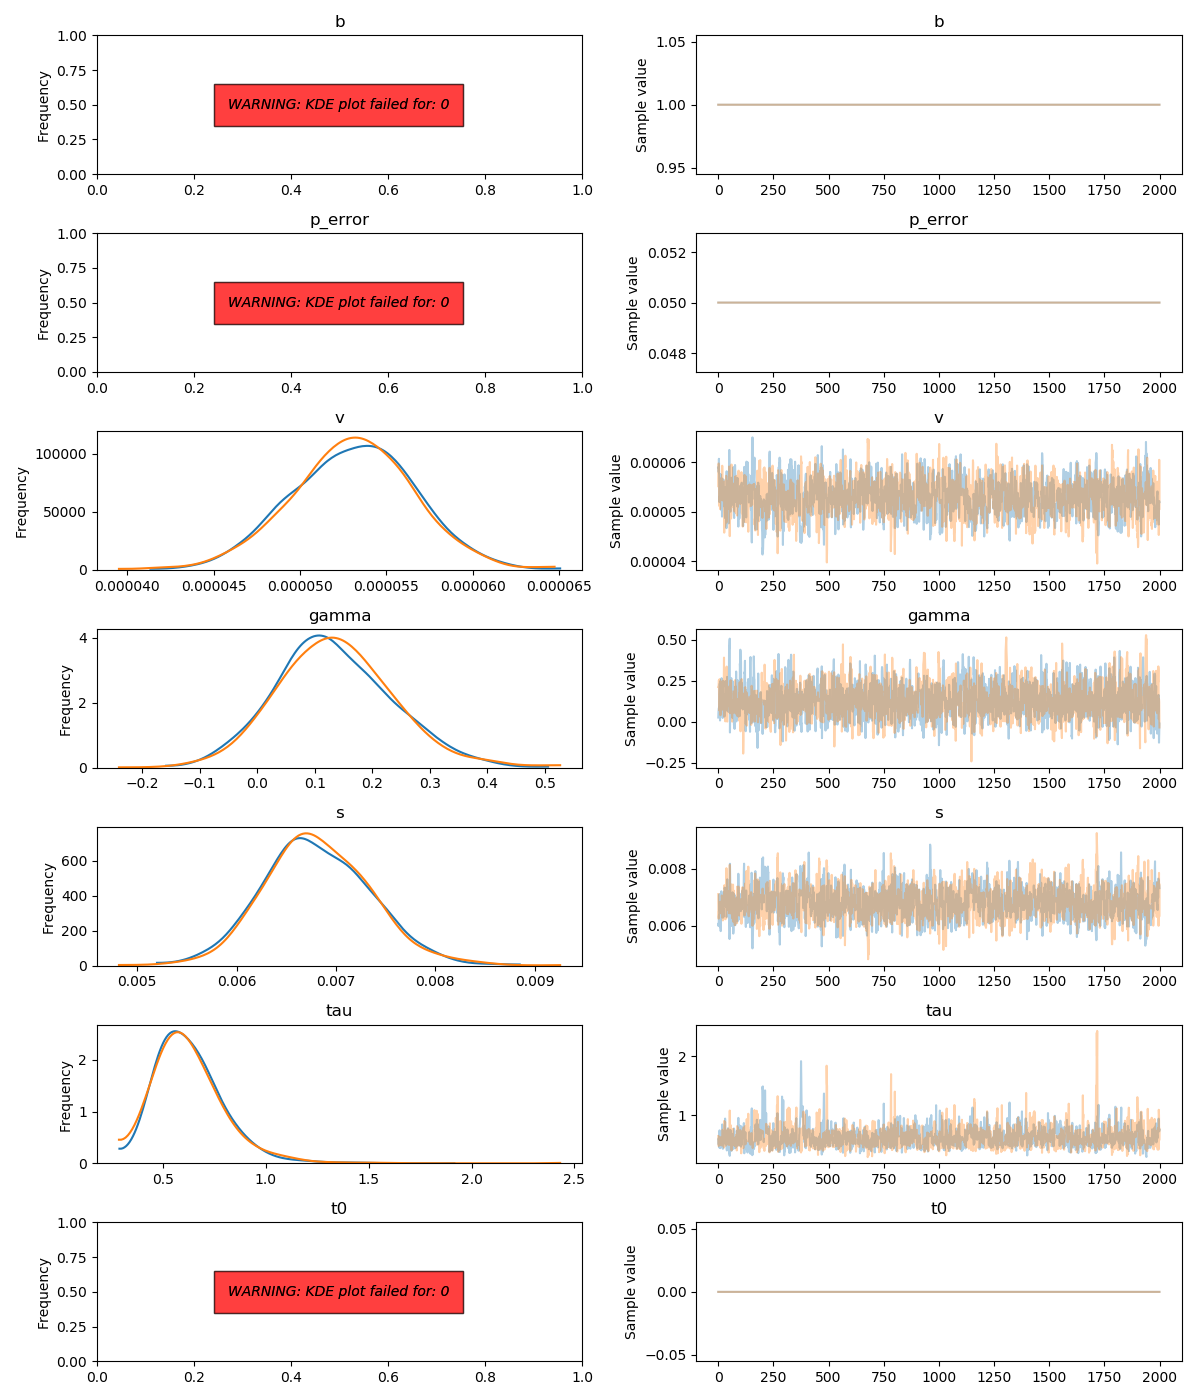 b
b
Frequency
1.00
0.75
0.50
0.25
0.00
WARNING: KDE plot failed for: 0
0.0 0.2 0.4 0.6 0.8 1.0
Sample value
1.05
1.00
0.95
0 250 500 750 1000 1250 1500 1750 2000
p_error
p_error
Frequency
1.00
0.75
0.50
0.25
0.00
WARNING: KDE plot failed for: 0
0.0 0.2 0.4 0.6 0.8 1.0
Sample value
0.052
0.050
0.048
0 250 500 750 1000 1250 1500 1750 2000
v
v
Frequency
100000
50000
0
0.000040 0.000045 0.000050 0.000055 0.000060 0.000065
Sample value
0.00006
0.00005
0.00004
0 250 500 750 1000 1250 1500 1750 2000
gamma
gamma
Frequency
4
2
0
−0.2 −0.1 0.0 0.1 0.2 0.3 0.4 0.5
Sample value
0.50
0.25
0.00
−0.25
0 250 500 750 1000 1250 1500 1750 2000
s
s
Frequency
600
400
200
0
0.005 0.006 0.007 0.008 0.009
Sample value
0.008
0.006
0 250 500 750 1000 1250 1500 1750 2000
tau
tau
Frequency
2
1
0
0.5 1.0 1.5 2.0 2.5
Sample value
2
1
0 250 500 750 1000 1250 1500 1750 2000
t0
t0
Frequency
1.00
0.75
0.50
0.25
0.00
WARNING: KDE plot failed for: 0
0.0 0.2 0.4 0.6 0.8 1.0
Sample value
0.05
0.00
−0.05
0 250 500 750 1000 1250 1500 1750 2000